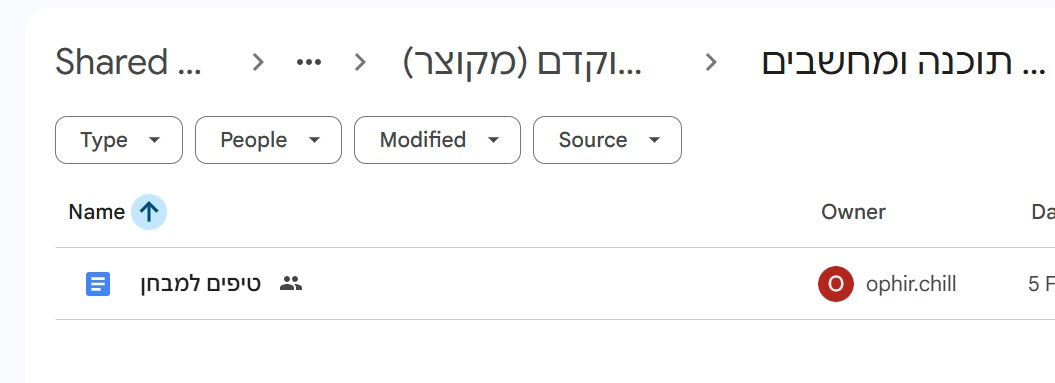 Shared ... > ... > ...וקדם (מקוצר) > תוכנה ומחשבים ...
Type People Modified Source
Name Owner Da
טיפים למבחן O ophir.chill 5 F